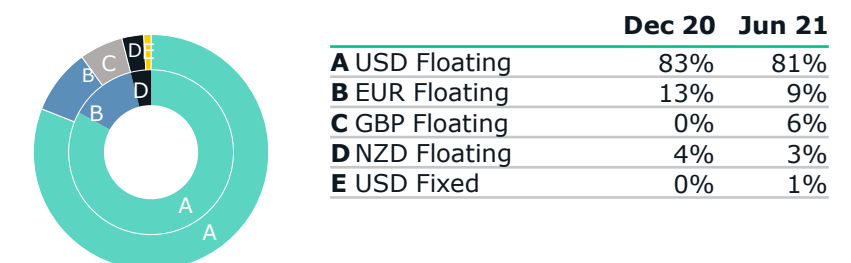 Dec 20 Jun 21
A USD Floating 83% 81%
B EUR Floating 13% 9%
C GBP Floating 0% 6%
D NZD Floating 4% 3%
E USD Fixed 0% 1%
D E
C
B
D
B
A
A